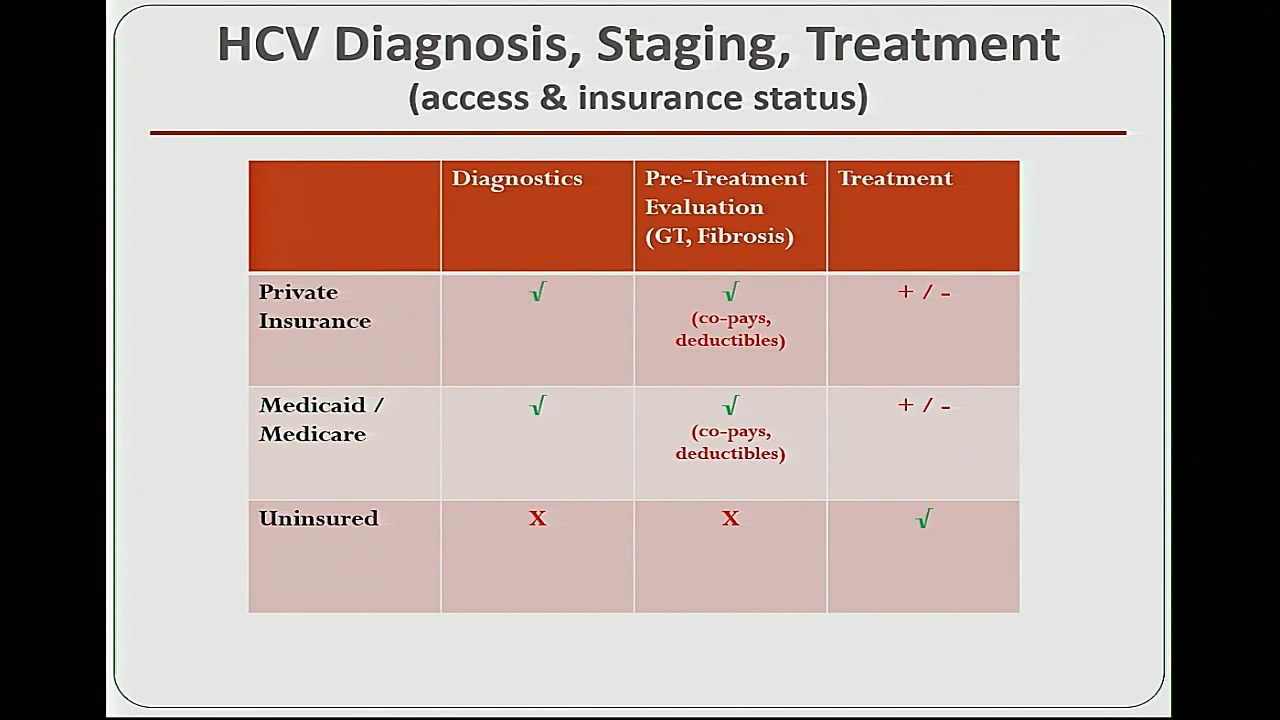 HCV Diagnosis, Staging, Treatment
(access & insurance status)
Diagnostics
Pre-Treatment
Evaluation
(GT, Fibrosis)
Treatment
Private
Insurance
√
√
(co-pays,
deductibles)
+ / -
Medicaid /
Medicare
√
√
(co-pays,
deductibles)
+ / -
Uninsured
X
X
√